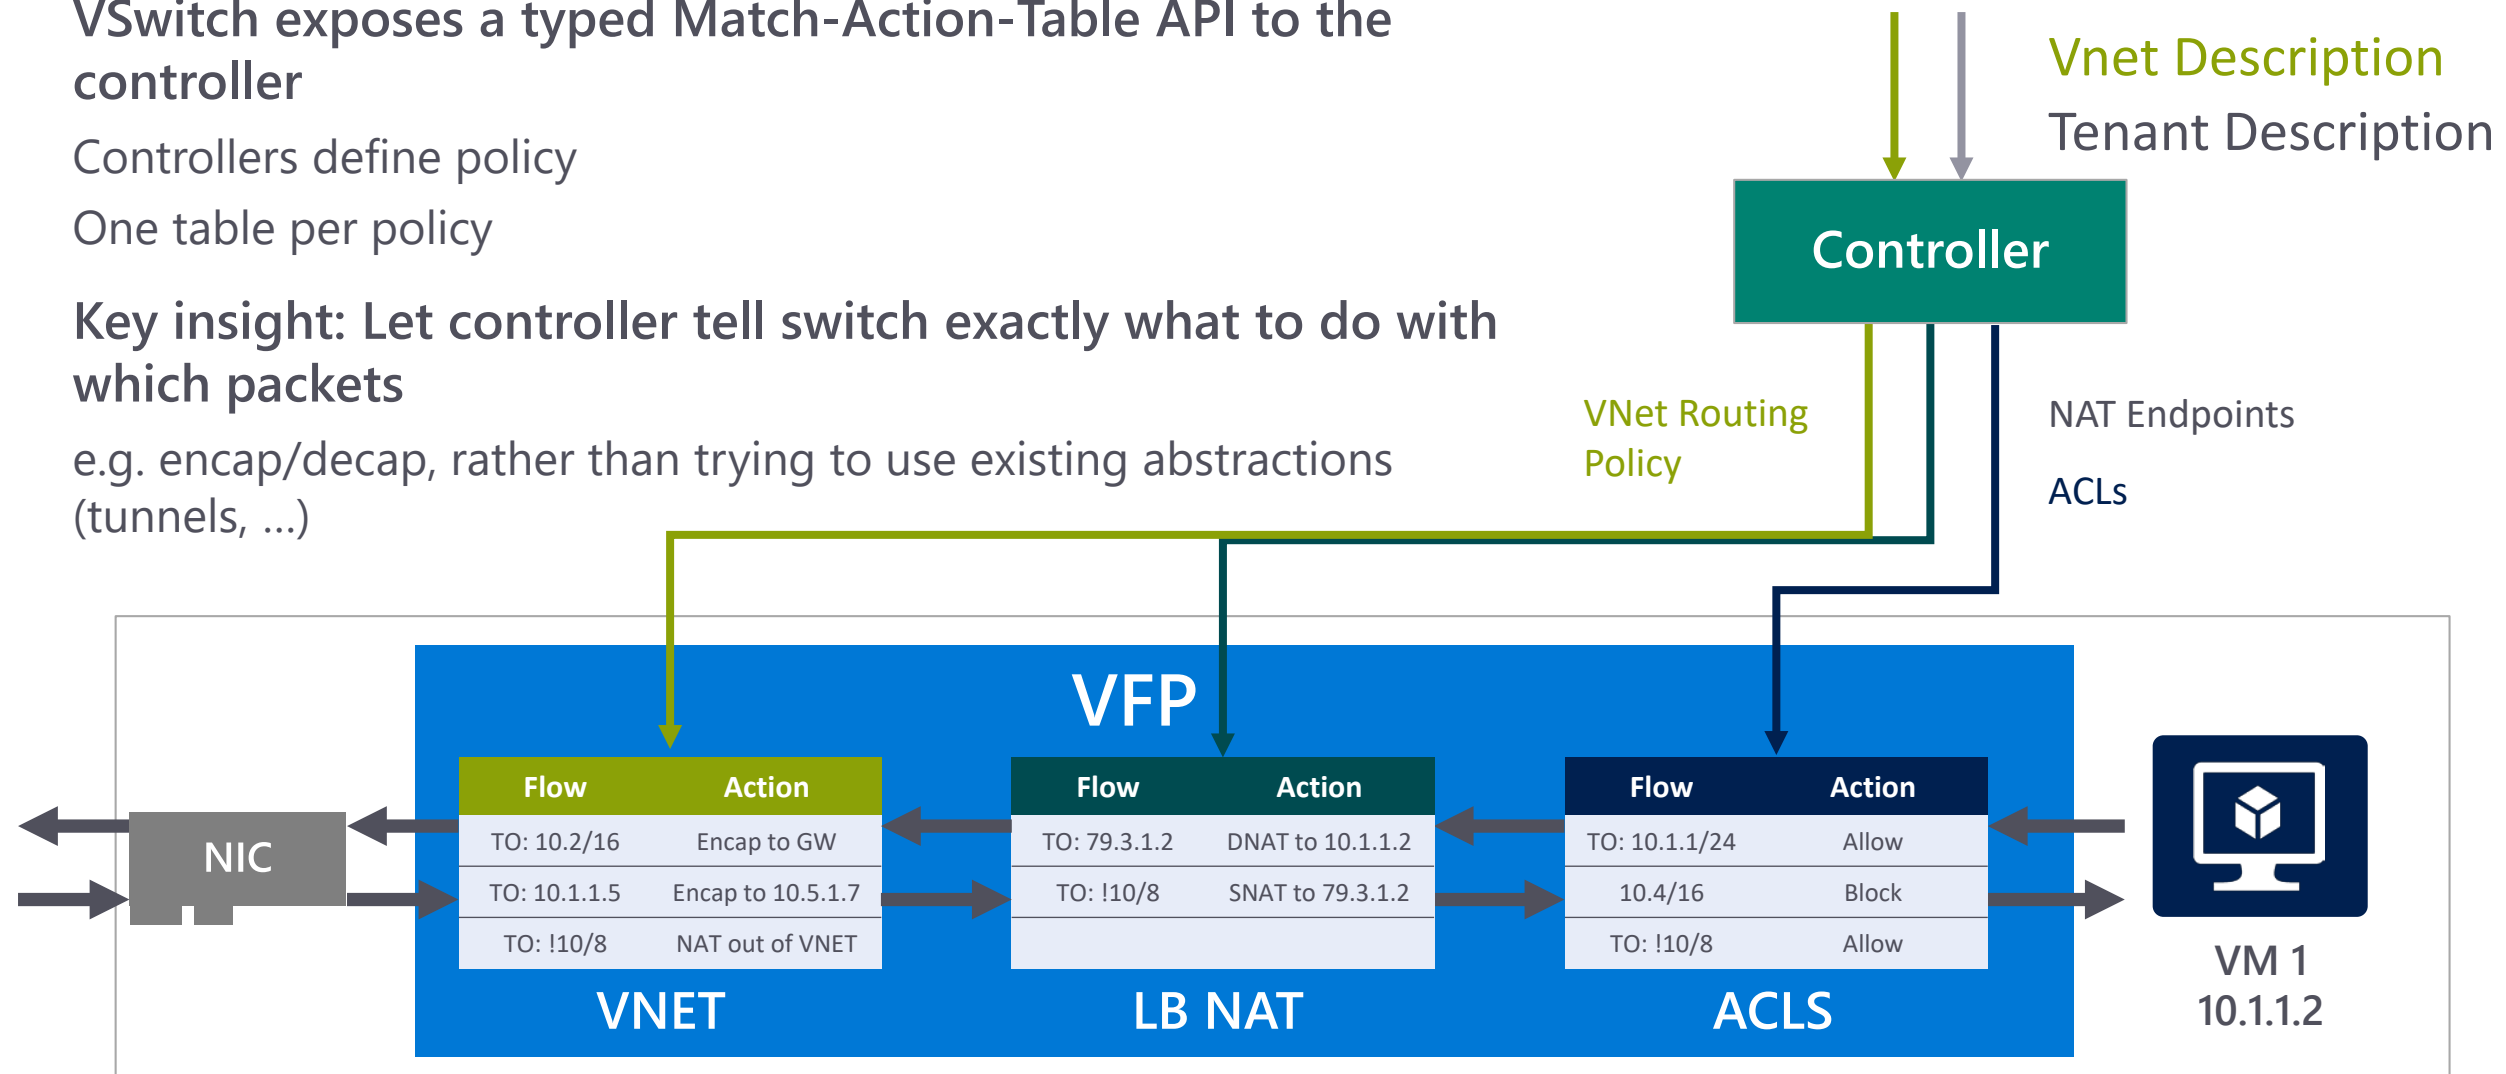 VSwitch exposes a typed Match-Action-Table API to the
controller
Controllers define policy
One table per policy
Key insight: Let controller tell switch exactly what to do with
which packets
e.g. encap/decap, rather than trying to use existing abstractions
(tunnels, ...)
Vnet Description
Tenant Description
Controller
VNet Routing
Policy
NAT Endpoints
ACLs
VFP
NIC
Flow Action
TO: 10.2/16 Encap to GW
TO: 10.1.1.5 Encap to 10.5.1.7
TO: !10/8 NAT out of VNET
VNET
Flow Action
TO: 79.3.1.2 DNAT to 10.1.1.2
TO: !10/8 SNAT to 79.3.1.2
LB NAT
Flow Action
TO: 10.1.1/24 Allow
10.4/16 Block
TO: !10/8 Allow
ACLS
VM 1
10.1.1.2